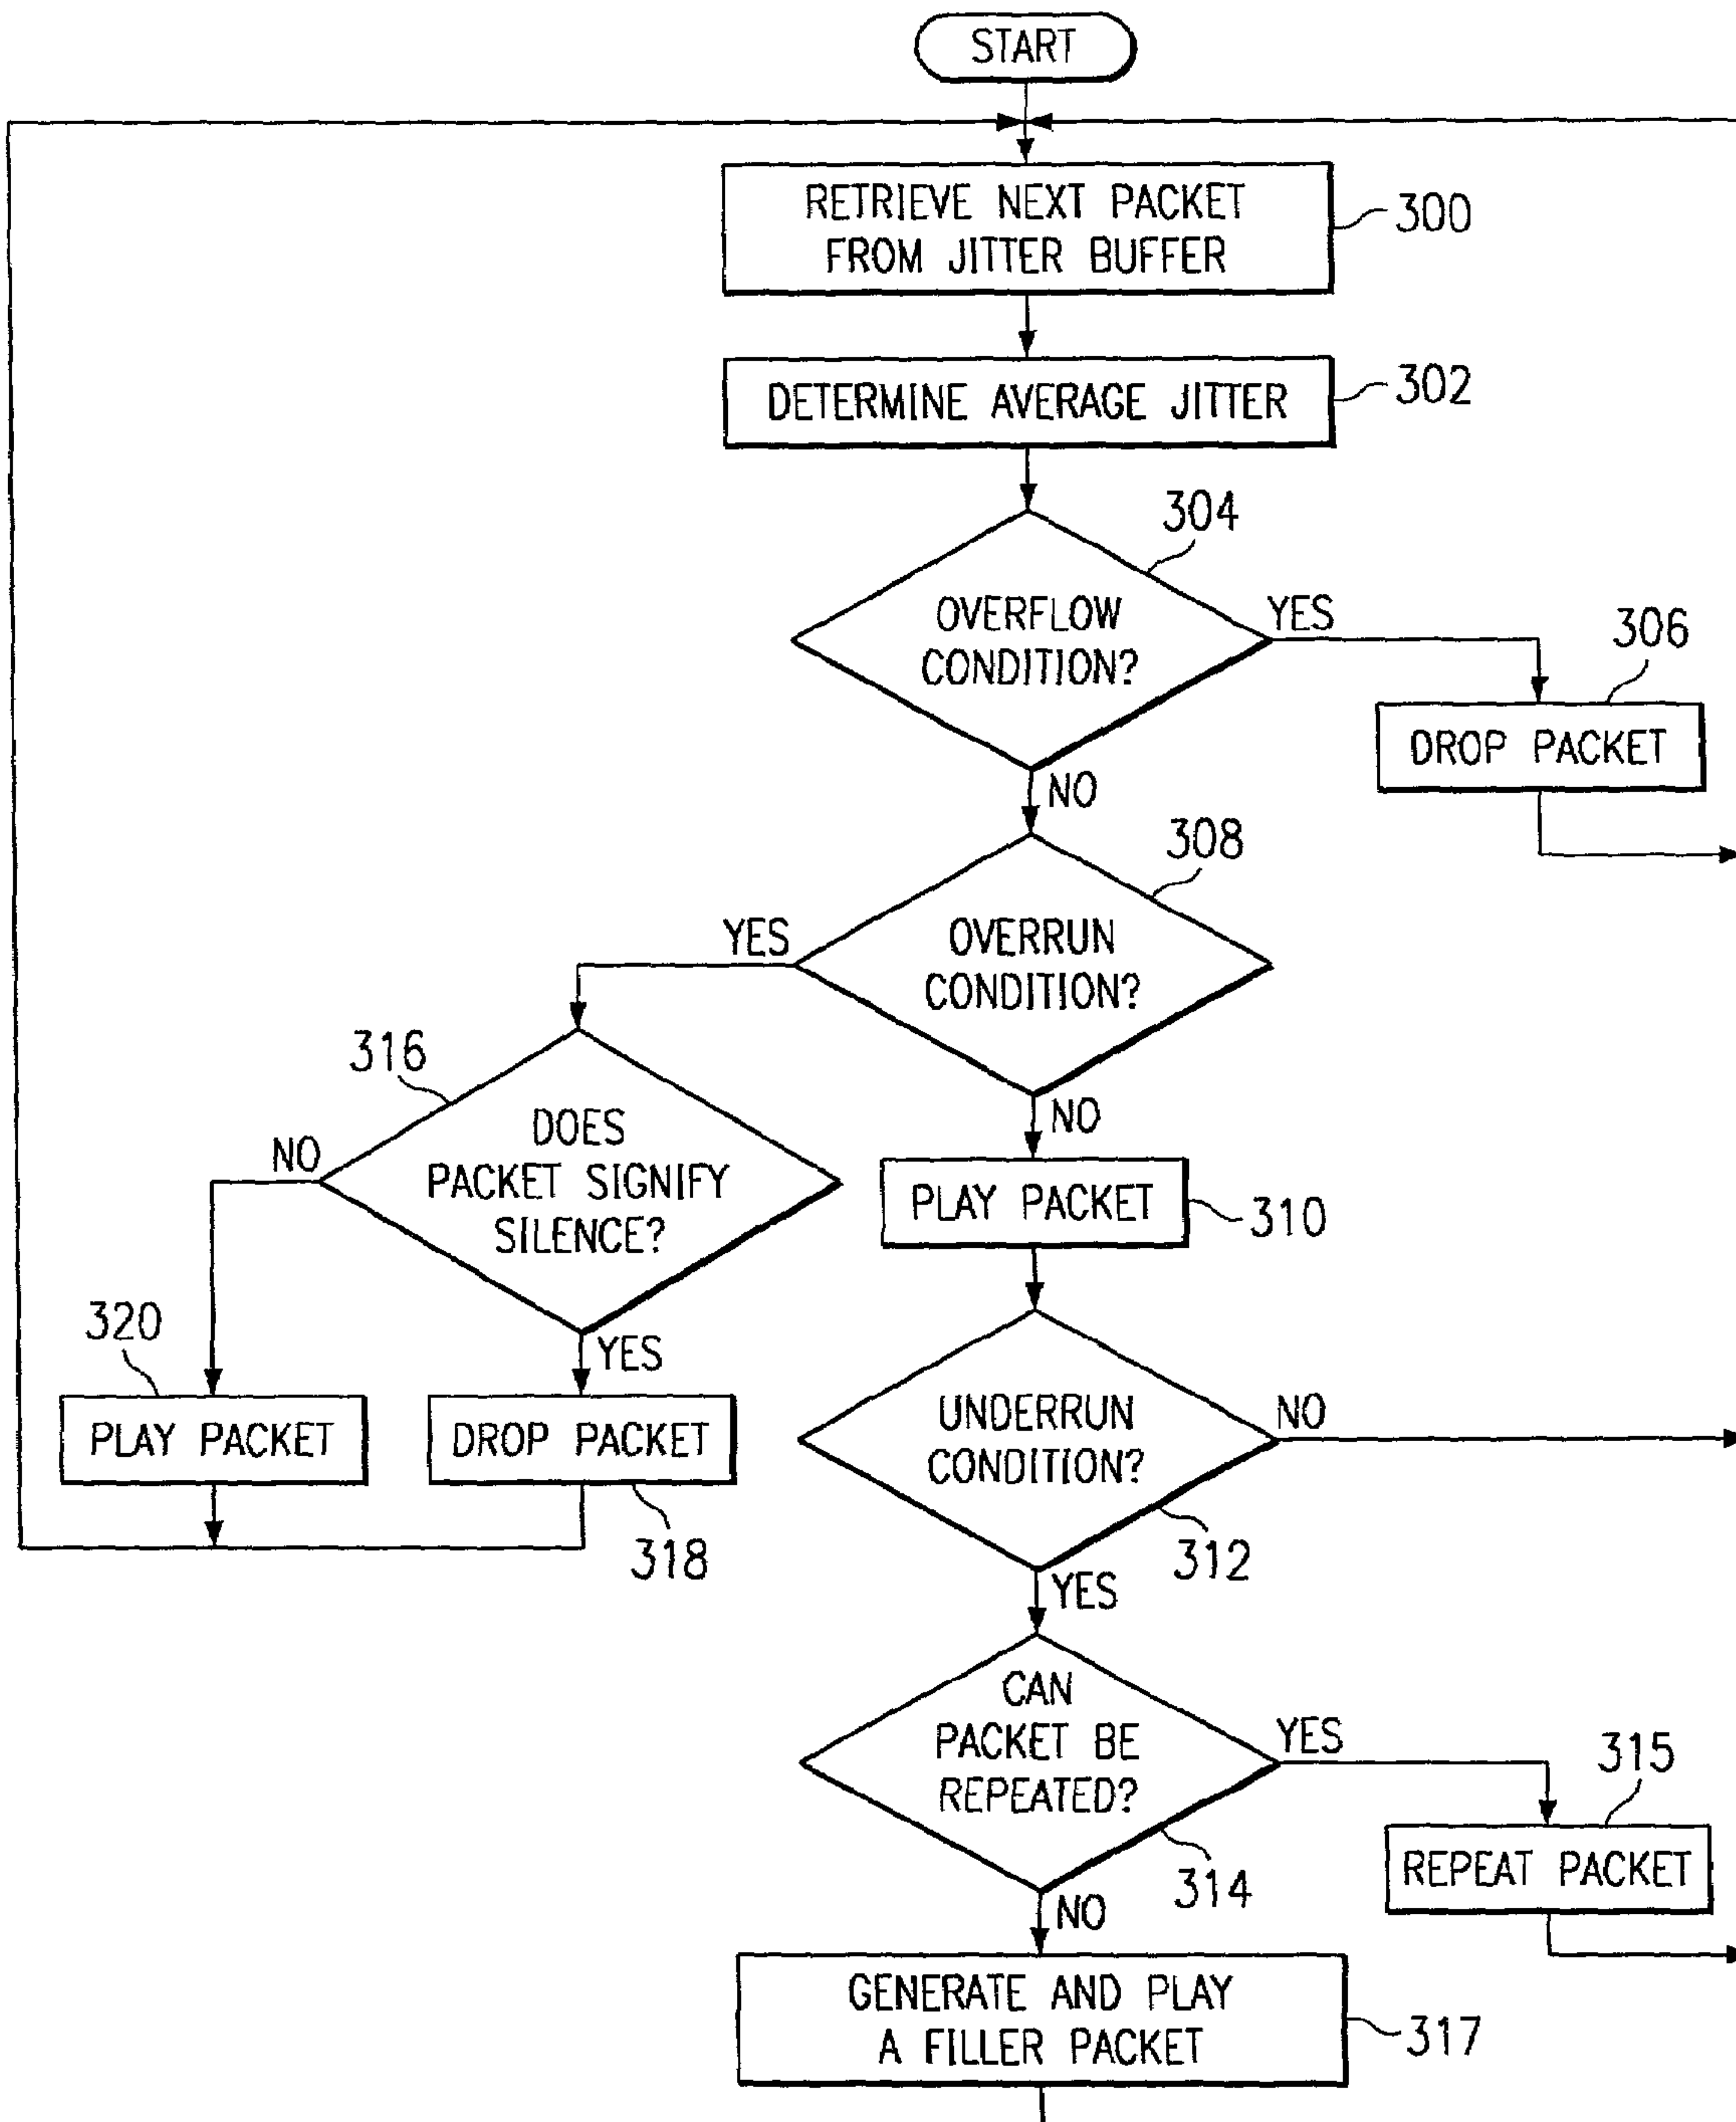 START
RETRIEVE NEXT PACKET
FROM JITTER BUFFER
300
DETERMINE AVERAGE JITTER
302
304
OVERFLOW
CONDITION?
YES
306
DROP PACKET
NO
308
YES
OVERRUN
CONDITION?
316
NO
DOES
PACKET SIGNIFY
SILENCE?
NO
PLAY PACKET
310
320
YES
PLAY PACKET
DROP PACKET
318
UNDERRUN
CONDITION?
NO
312
YES
CAN
PACKET BE
REPEATED?
YES
315
REPEAT PACKET
314
NO
GENERATE AND PLAY
A FILLER PACKET
317